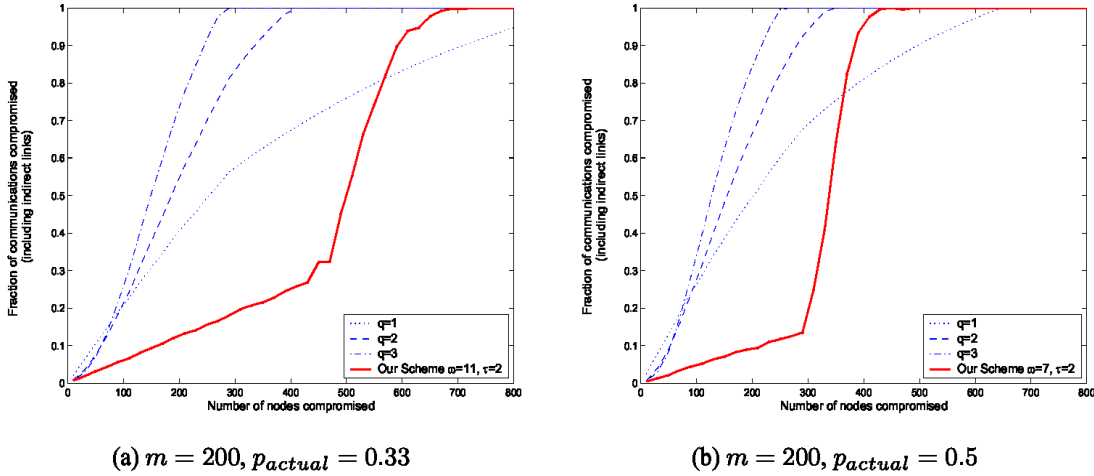 1
0.9
0.8
0.7
0.6
0.5
0.4
0.3
0.2
0.1
0
Fraction of communications compromised
(including indirect links)
q=1
q=2
q=3
Our Scheme ω=11, τ=2
0 100 200 300 400 500 600 700 800
Number of nodes compromised
(a) m = 200, p_actual = 0.33
1
0.9
0.8
0.7
0.6
0.5
0.4
0.3
0.2
0.1
0
Fraction of communications compromised
(including indirect links)
q=1
q=2
q=3
Our Scheme ω=7, τ=2
0 100 200 300 400 500 600 700 800
Number of nodes compromised
(b) m = 200, p_actual = 0.5